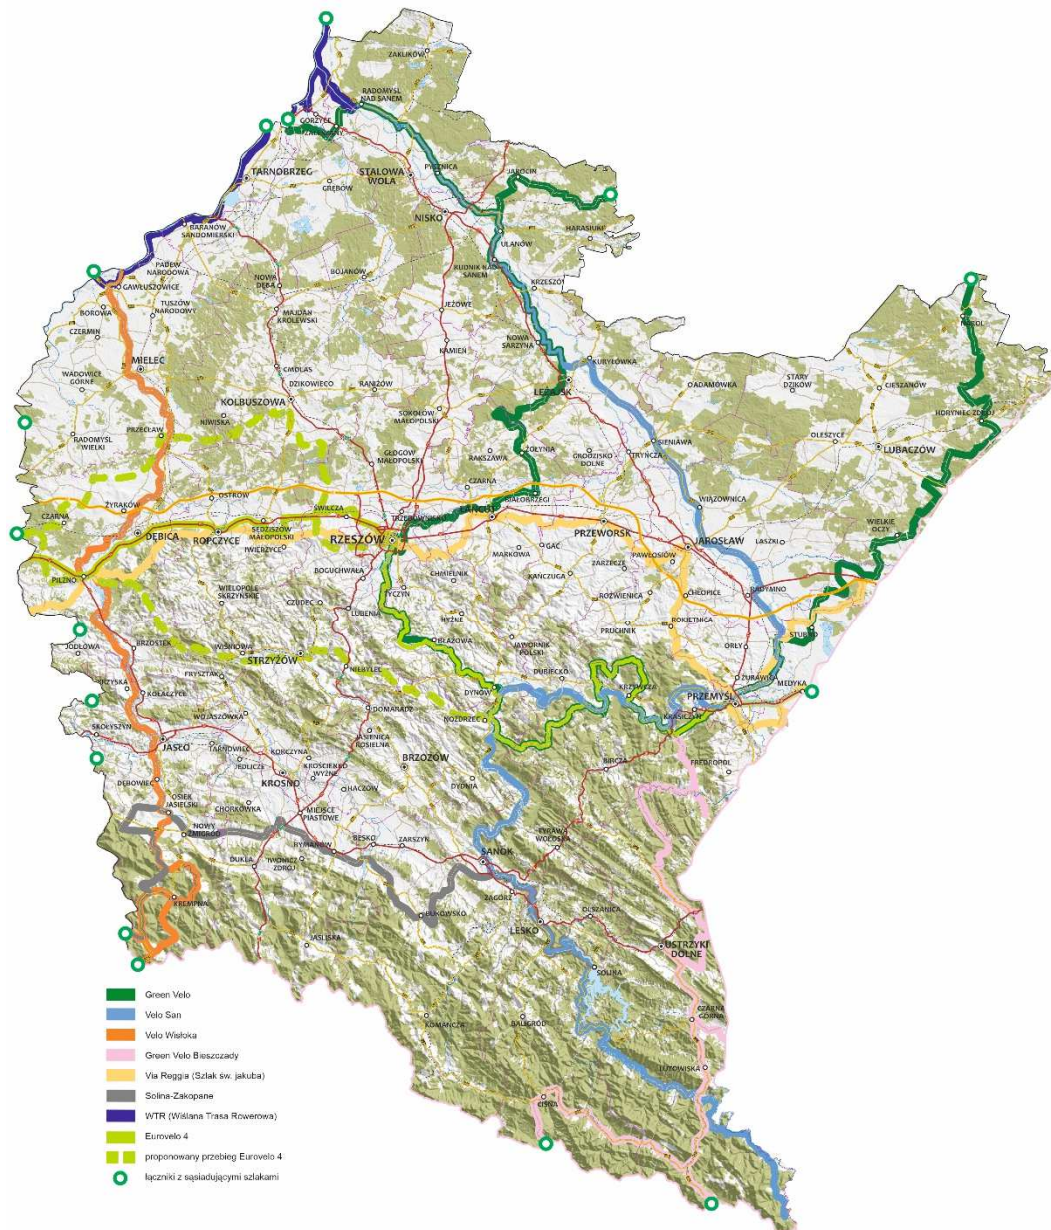 ZAKLIKÓW
RADOMYŚL
NAD SANEM
GORZYCE
ZALESZANY
PYSZNICA
JAROCIN
TARNOBRZEG
STALOWA
WOLA
GRĘBÓW
NISKO
HARASIUKI
BARANÓW
SANDOMIERSKI
ULANÓW
PADEW
NARODOWA
NOWA
DĘBA
BOJANÓW
RUDNIK NAD
SANEM
KRZESZÓW
GAWŁUSZOWICE
BOROWA
TUSZÓW
NARODOWY
JEŻOWE
CZERMIN
MAJDAN
KRÓLEWSKI
NAROL
KAMIEŃ
NOWA
SARZYNA
MIELEC
CMOLAS
KURYŁÓWKA
WADOWICE
GÓRNE
DZIKOWIEC
RANIŻÓW
LEŻAJSK
ADAMÓWKA
STARY
DZIKÓW
CIESZANÓW
KOLBUSZOWA
NIWISKA
SOKOŁÓW
MAŁOPOLSKI
HORYNIEC ZDRÓJ
RADOMYŚL
WIELKI
PRZECŁAW
SIENIAWA
OLESZYCE
LUBACZÓW
GŁOGÓW
MAŁOPOLSKI
RAKSZAWA
ŻOŁYNIA
GRODZISKO
DOLNE
TRYŃCZA
CZARNA
BIAŁOBRZEGI
WIĄZOWNICA
ŻYRAKÓW
OSTRÓW
CZARNA
ŚWILCZA
TRZEBOWNISKO
ŁAŃCUT
WIELKIE
OCZY
DĘBICA
ROPCZYCE
SĘDZISZÓW
MAŁOPOLSKI
RZESZÓW
PRZEWORSK
JAROSŁAW
LASZKI
IWIERZYCE
MARKOWA
GAĆ
ZARZECZE
PAWŁOSIÓW
PILZNO
BOGUCHWAŁA
CHMIELNIK
KAŃCZUGA
WIELOPOLE
SKRZYŃSKIE
CZUDEC
TYCZYN
ROŹWIENICA
CHŁOPICE
RADYMNO
LUBENIA
HYŻNE
PRUCHNIK
ROKIETNICA
STUBNO
BRZOSTEK
JODŁOWA
WIŚNIOWA
STRZYŻÓW
BŁAŻOWA
JAWORNIK
POLSKI
ORŁY
FRYSZTAK
NIEBYLEC
DUBIECKO
ŻURAWICA
MEDYKA
KOŁACZYCE
DYNÓW
KRZYWCZA
PRZEMYŚL
WOJASZÓWKA
DOMARADZ
NOZDRZEC
KRASICZYN
SKOŁYSZYN
JASŁO
TARNOWIEC
KORCZYNA
JASIENICA
ROSIELNA
JEDLICZE
KROŚCIENKO
WYŻNE
BRZOZÓW
BIRCZA
FREDROPOL
DĘBOWIEC
KROSNO
HACZÓW
DYDNIA
OSIEK
JASIELSKI
CHORKÓWKA
MIEJSCE
PIASTOWE
NOWY
ŻMIGRÓD
RYMANÓW
BESKO
ZARSZYN
TYRAWA
WOŁOSKA
DUKLA
IWONICZ
ZDRÓJ
SANOK
KREMPNA
ZAGÓRZ
BUKOWSKO
LESKO
OLSZANICA
JAŚLISKA
USTRZYKI
DOLNE
SOLINA
KOMAŃCZA
BALIGRÓD
CZARNA
GÓRNA
LUTOWISKA
CISNA
Green Velo
Velo San
Velo Wisłoka
Green Velo Bieszczady
Via Reggia (Szlak św. jakuba)
Solina-Zakopane
WTR (Wiślana Trasa Rowerowa)
Eurovelo 4
proponowany przebieg Eurovelo 4
łączniki z sąsiadującymi szlakami